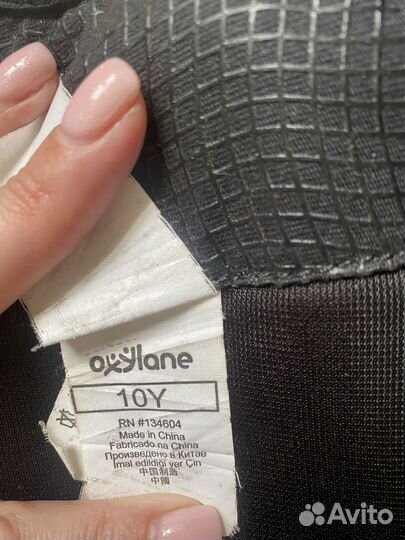 oxylane
10Y
RN #134604
Made in China
Fabricado na China
Произведено в Китае
Imal edildiği yer Çin
中国制造
中國
Avito